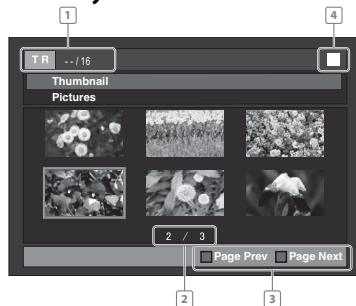 1 4
TR --/16
Thumbnail
Pictures
2 / 3
Page Prev Page Next
2 3